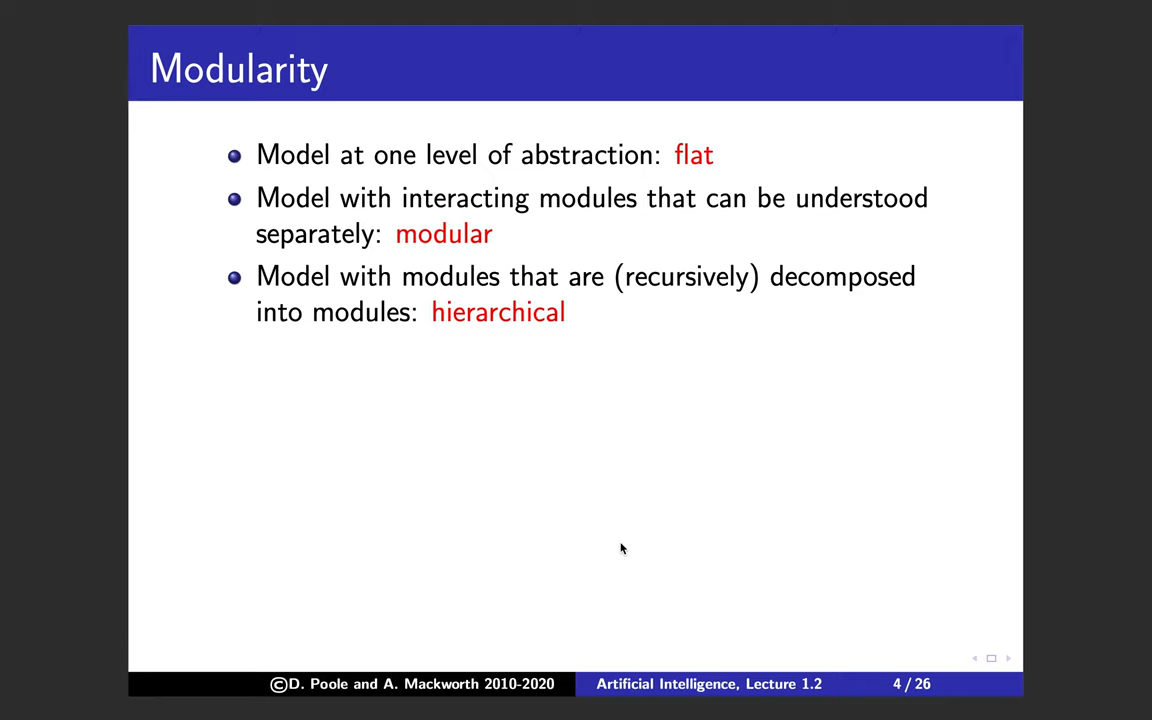 Modularity
Model at one level of abstraction: flat
Model with interacting modules that can be understood
separately: modular
Model with modules that are (recursively) decomposed
into modules: hierarchical
©D. Poole and A. Mackworth 2010-2020
Artificial Intelligence, Lecture 1.2
4 / 26